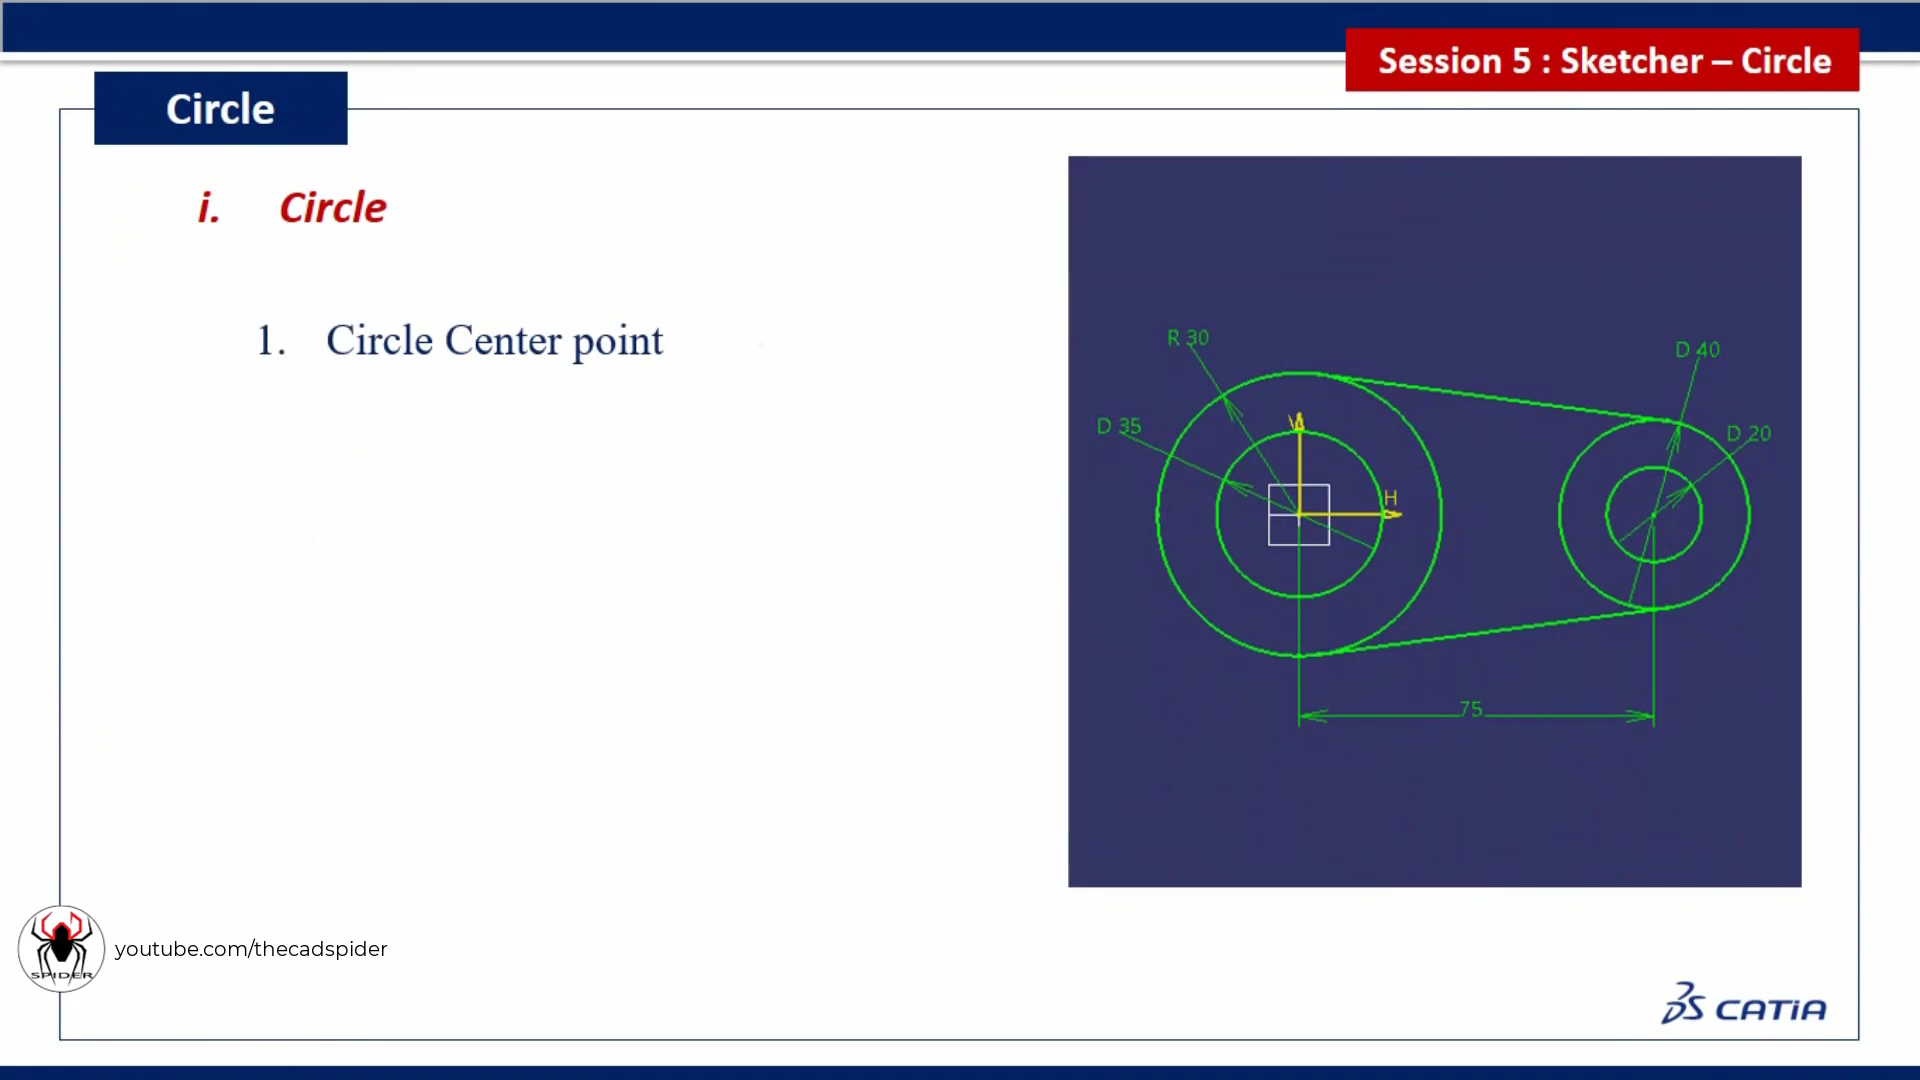 Session 5 : Sketcher – Circle
Circle
i. Circle
1. Circle Center point
R 30
D 40
D 35
D 20
V
H
75
SPIDER
youtube.com/thecadspider
DS CATIA